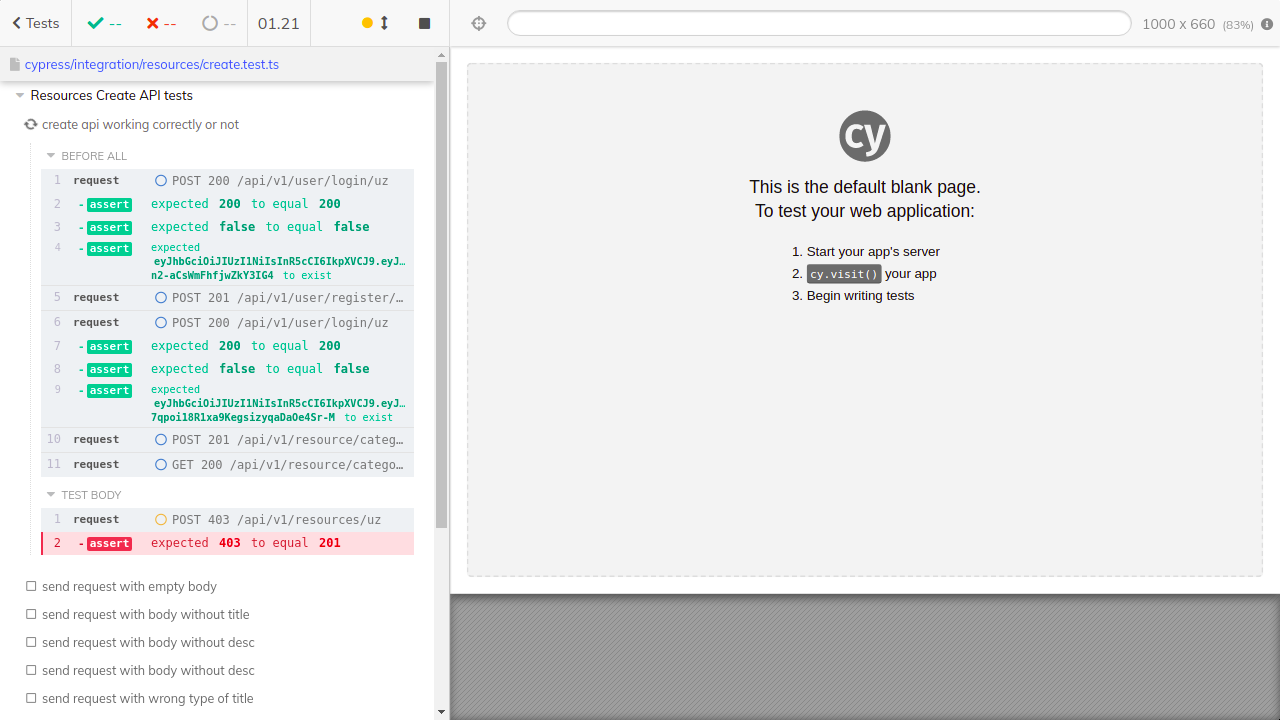 Tests
--
--
--
01.21
1000 x 660 (83%)
cypress/integration/resources/create.test.ts
Resources Create API tests
create api working correctly or not
BEFORE ALL
1 request POST 200 /api/v1/user/login/uz
2 - assert expected 200 to equal 200
3 - assert expected false to equal false
4 - assert expected
eyJhbGciOiJIUzI1NiIsInR5cCI6IkpXVCJ9.eyJ…
n2-aCsWmFhfjwZkY3IG4 to exist
5 request POST 201 /api/v1/user/register/…
6 request POST 200 /api/v1/user/login/uz
7 - assert expected 200 to equal 200
8 - assert expected false to equal false
9 - assert expected
eyJhbGciOiJIUzI1NiIsInR5cCI6IkpXVCJ9.eyJ…
7qpoi18R1xa9KegsizyqaDaOe4Sr-M to exist
10 request POST 201 /api/v1/resource/categ…
11 request GET 200 /api/v1/resource/catego…
TEST BODY
1 request POST 403 /api/v1/resources/uz
2 - assert expected 403 to equal 201
send request with empty body
send request with body without title
send request with body without desc
send request with body without desc
send request with wrong type of title
cy
This is the default blank page.
To test your web application:
1. Start your app's server
2. cy.visit() your app
3. Begin writing tests